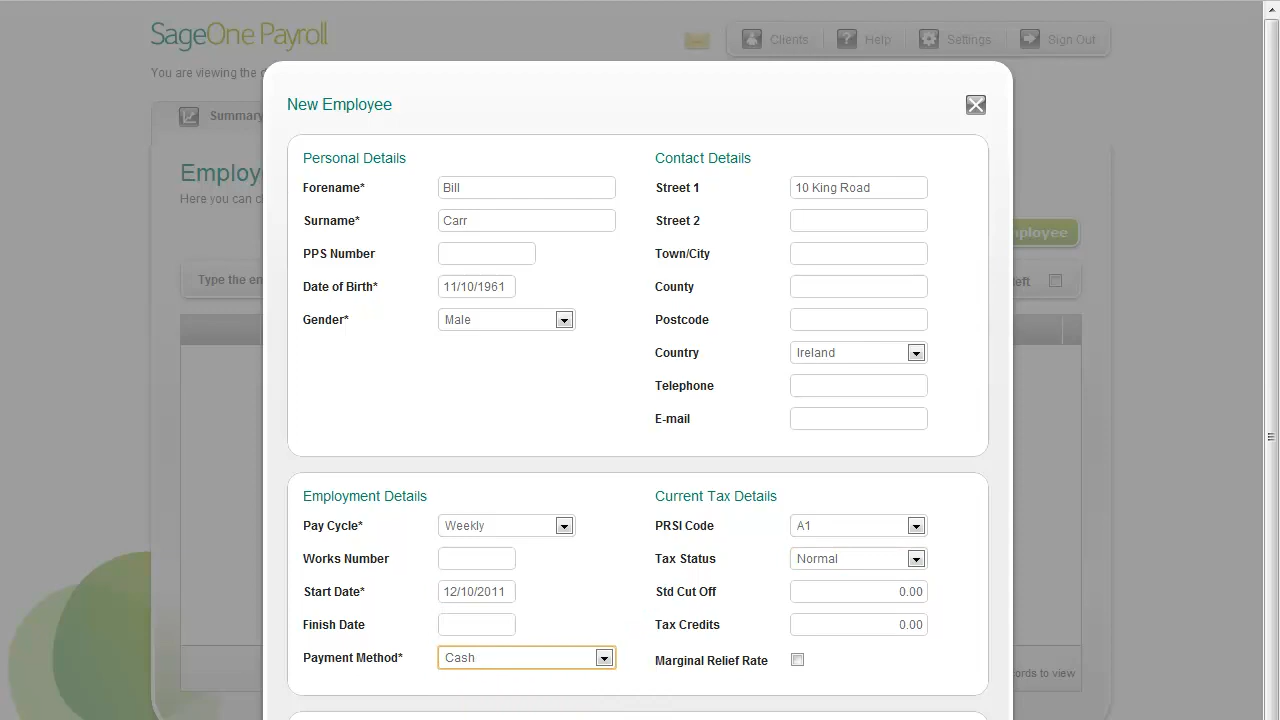 SageOne Payroll
Clients
Help
Settings
Sign Out
You are viewing the
Summary
New Employee
Employ
Here you can
mployee
Type the en
left
Personal Details
Forename* Bill
Surname* Carr
PPS Number
Date of Birth* 11/10/1961
Gender* Male
Contact Details
Street 1 10 King Road
Street 2
Town/City
County
Postcode
Country Ireland
Telephone
E-mail
Employment Details
Pay Cycle* Weekly
Works Number
Start Date* 12/10/2011
Finish Date
Payment Method* Cash
Current Tax Details
PRSI Code A1
Tax Status Normal
Std Cut Off 0.00
Tax Credits 0.00
Marginal Relief Rate
ords to view